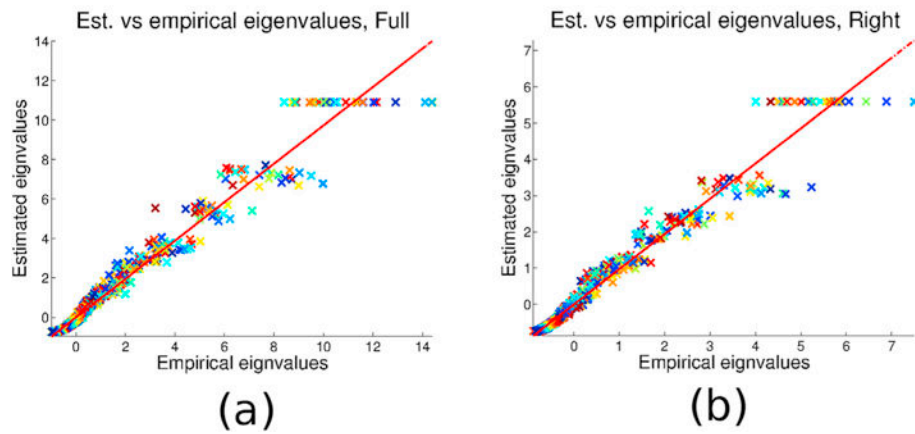 Est. vs empirical eigenvalues, Full
14
12
10
8
6
4
2
0
Estimated eignvalues
0 2 4 6 8 10 12 14
Empirical eignvalues
(a)
Est. vs empirical eigenvalues, Right
7
6
5
4
3
2
1
0
Estimated eignvalues
0 1 2 3 4 5 6 7
Empirical eignvalues
(b)